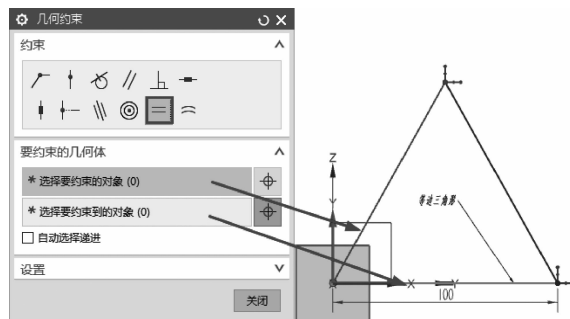 几何约束
约束
要约束的几何体
* 选择要约束的对象 (0)
* 选择要约束到的对象 (0)
自动选择递进
设置
关闭
Z
Y
等边三角形
X
Y
100